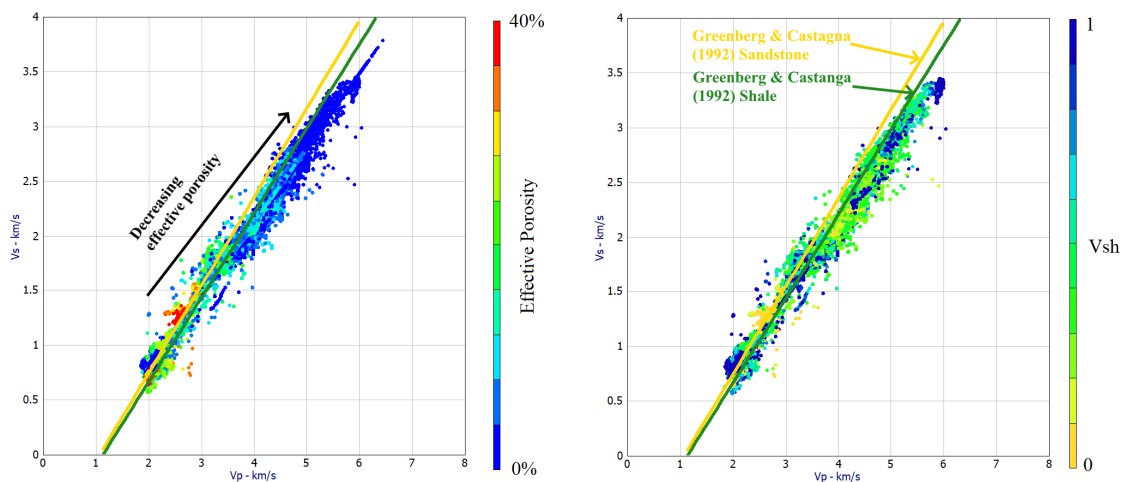 4
3.5
3
2.5
2
1.5
1
0.5
0
0 1 2 3 4 5 6 7 8
Vs - km/s
Vp - km/s
Decreasing
effective porosity
40%
0%
Effective Porosity
4
3.5
3
2.5
2
1.5
1
0.5
0
0 1 2 3 4 5 6 7 8
Vs - km/s
Vp - km/s
Greenberg & Castagna
(1992) Sandstone
Greenberg & Castanga
(1992) Shale
1
Vsh
0